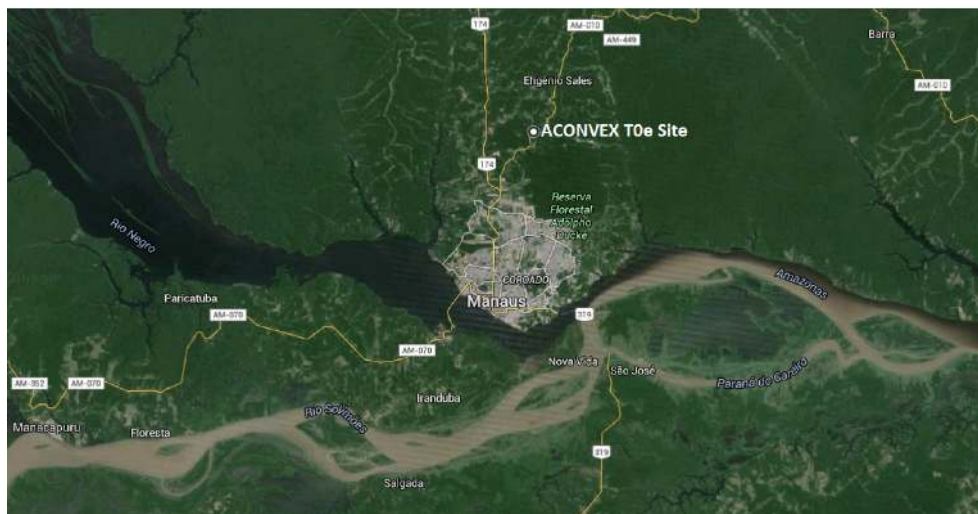 174
AM-010
AM-449
Barra
AM-010
Efigênio Sales
ACONVEX T0e Site
174
Reserva
Florestal
Adolpho
Ducke
Rio Negro
COROADO
Amazonas
Paricatuba
Manaus
319
AM-070
AM-070
Nova Vida
São José
Paraná do Careiro
AM-352
AM-070
Iranduba
Rio Solimões
Manacapuru
Floresta
319
Salgada